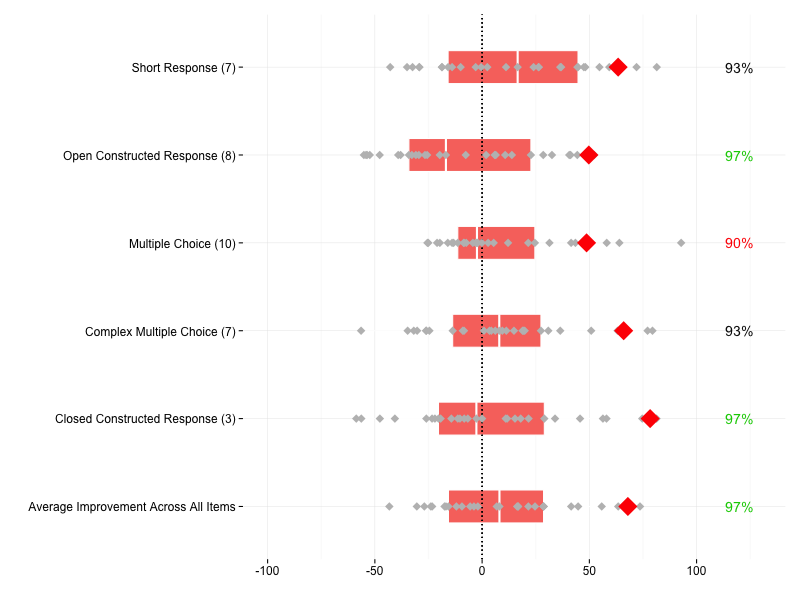 Short Response (7) 93%
Open Constructed Response (8) 97%
Multiple Choice (10) 90%
Complex Multiple Choice (7) 93%
Closed Constructed Response (3) 97%
Average Improvement Across All Items 97%
-100 -50 0 50 100